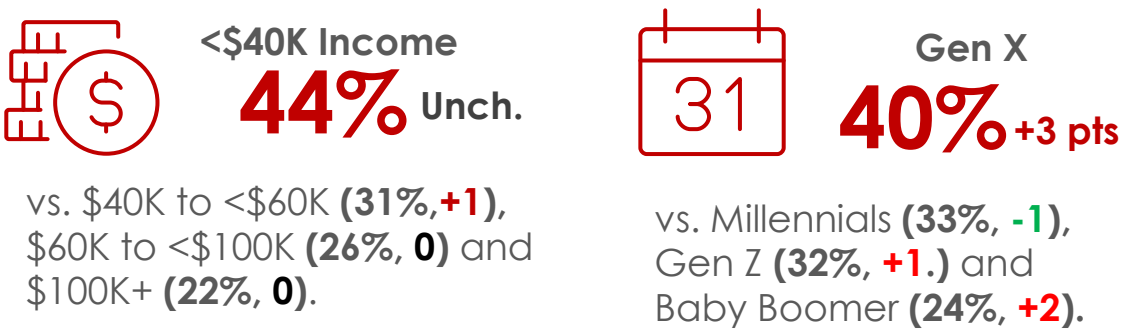 $
<$40K Income
44% Unch.
vs. $40K to <$60K (31%,+1),
$60K to <$100K (26%, 0) and
$100K+ (22%, 0).
31
Gen X
40% +3 pts
vs. Millennials (33%, -1),
Gen Z (32%, +1.) and
Baby Boomer (24%, +2).